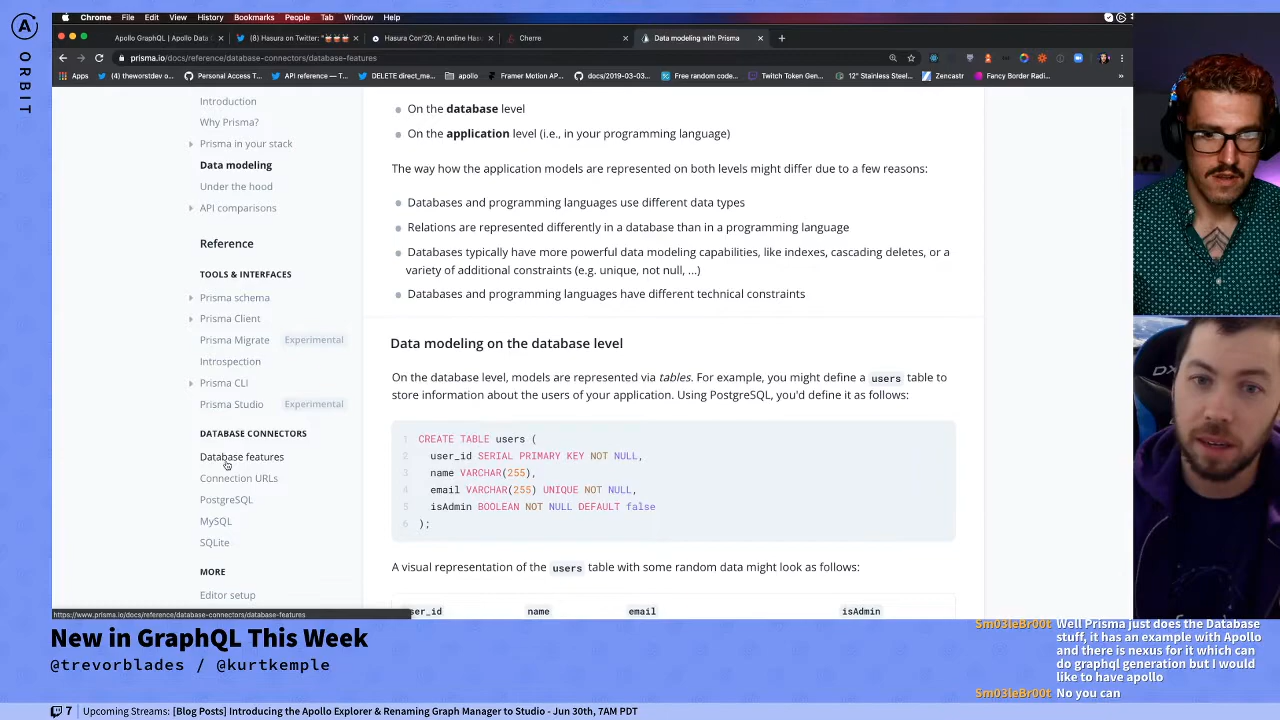 ORBIT
Chrome File Edit View History Bookmarks People Tab Window Help
Apollo GraphQL | Apollo Data
(8) Hasura on Twitter: "
Hasura Con'20: An online Has
Cherre
Data modeling with Prisma
prisma.io/docs/reference/database-connectors/database-features
Apps
(4) theworstdev o
Personal Access T...
API reference — T...
DELETE direct_me...
apollo
Framer Motion AP...
docs/2019-03-03...
Free random code...
Twitch Token Gen...
12" Stainless Steel...
Zencastr
Fancy Border Radi...
Introduction
Why Prisma?
Prisma in your stack
Data modeling
Under the hood
API comparisons
Reference
TOOLS & INTERFACES
Prisma schema
Prisma Client
Prisma Migrate Experimental
Introspection
Prisma CLI
Prisma Studio Experimental
DATABASE CONNECTORS
Database features
Connection URLs
PostgreSQL
MySQL
SQLite
MORE
Editor setup
On the database level
On the application level (i.e., in your programming language)
The way how the application models are represented on both levels might differ due to a few reasons:
Databases and programming languages use different data types
Relations are represented differently in a database than in a programming language
Databases typically have more powerful data modeling capabilities, like indexes, cascading deletes, or a
variety of additional constraints (e.g. unique, not null, ...)
Databases and programming languages have different technical constraints
Data modeling on the database level
On the database level, models are represented via tables. For example, you might define a users table to
store information about the users of your application. Using PostgreSQL, you'd define it as follows:
1 CREATE TABLE users (
2 user_id SERIAL PRIMARY KEY NOT NULL,
3 name VARCHAR(255),
4 email VARCHAR(255) UNIQUE NOT NULL,
5 isAdmin BOOLEAN NOT NULL DEFAULT false
6 );
A visual representation of the users table with some random data might look as follows:
user_id name email isAdmin
https://www.prisma.io/docs/reference/database-connectors/database-features
New in GraphQL This Week
@trevorblades / @kurtkemple
Sm03leBr00t Well Prisma just does the Database
stuff, it has an example with Apollo
and there is nexus for it which can
do graphql generation but I would
like to have apollo
Sm03leBr00t No you can
7 Upcoming Streams: [Blog Posts] Introducing the Apollo Explorer & Renaming Graph Manager to Studio - Jun 30th, 7AM PDT